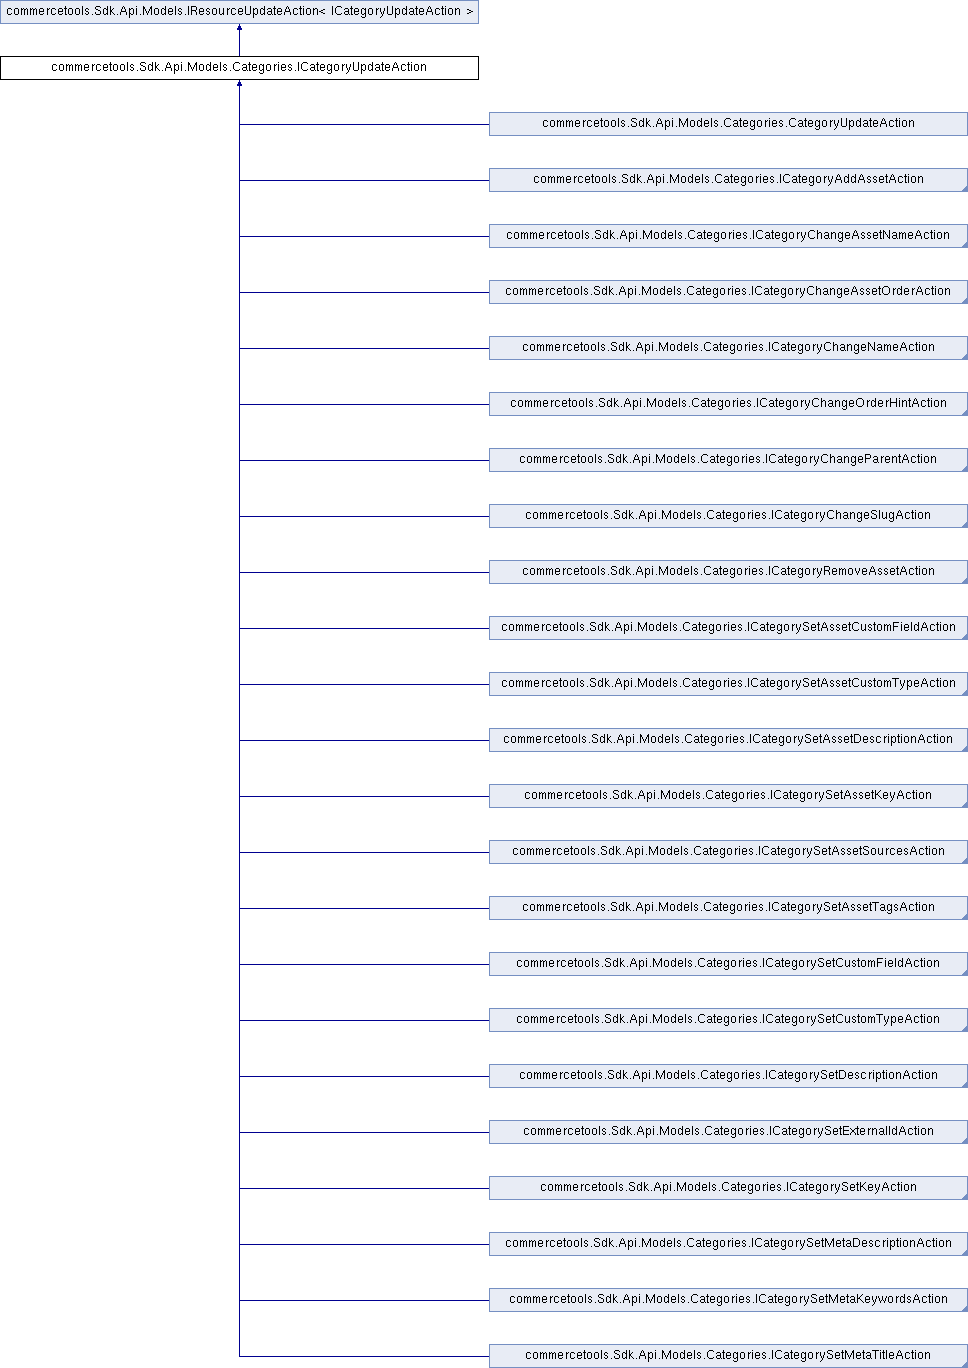 commercetools.Sdk.Api.Models.IResourceUpdateAction< ICategoryUpdateAction >
commercetools.Sdk.Api.Models.Categories.ICategoryUpdateAction
commercetools.Sdk.Api.Models.Categories.CategoryUpdateAction
commercetools.Sdk.Api.Models.Categories.ICategoryAddAssetAction
commercetools.Sdk.Api.Models.Categories.ICategoryChangeAssetNameAction
commercetools.Sdk.Api.Models.Categories.ICategoryChangeAssetOrderAction
commercetools.Sdk.Api.Models.Categories.ICategoryChangeNameAction
commercetools.Sdk.Api.Models.Categories.ICategoryChangeOrderHintAction
commercetools.Sdk.Api.Models.Categories.ICategoryChangeParentAction
commercetools.Sdk.Api.Models.Categories.ICategoryChangeSlugAction
commercetools.Sdk.Api.Models.Categories.ICategoryRemoveAssetAction
commercetools.Sdk.Api.Models.Categories.ICategorySetAssetCustomFieldAction
commercetools.Sdk.Api.Models.Categories.ICategorySetAssetCustomTypeAction
commercetools.Sdk.Api.Models.Categories.ICategorySetAssetDescriptionAction
commercetools.Sdk.Api.Models.Categories.ICategorySetAssetKeyAction
commercetools.Sdk.Api.Models.Categories.ICategorySetAssetSourcesAction
commercetools.Sdk.Api.Models.Categories.ICategorySetAssetTagsAction
commercetools.Sdk.Api.Models.Categories.ICategorySetCustomFieldAction
commercetools.Sdk.Api.Models.Categories.ICategorySetCustomTypeAction
commercetools.Sdk.Api.Models.Categories.ICategorySetDescriptionAction
commercetools.Sdk.Api.Models.Categories.ICategorySetExternalIdAction
commercetools.Sdk.Api.Models.Categories.ICategorySetKeyAction
commercetools.Sdk.Api.Models.Categories.ICategorySetMetaDescriptionAction
commercetools.Sdk.Api.Models.Categories.ICategorySetMetaKeywordsAction
commercetools.Sdk.Api.Models.Categories.ICategorySetMetaTitleAction